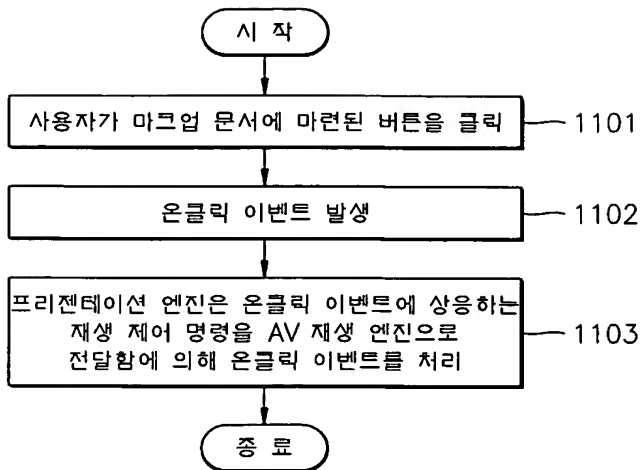 시 작
사용자가 마크업 문서에 마련된 버튼을 클릭
1101
온클릭 이벤트 발생
1102
프리젠테이션 엔진은 온클릭 이벤트에 상응하는
재생 제어 명령을 AV 재생 엔진으로
전달함에 의해 온클릭 이벤트를 처리
1103
종 료